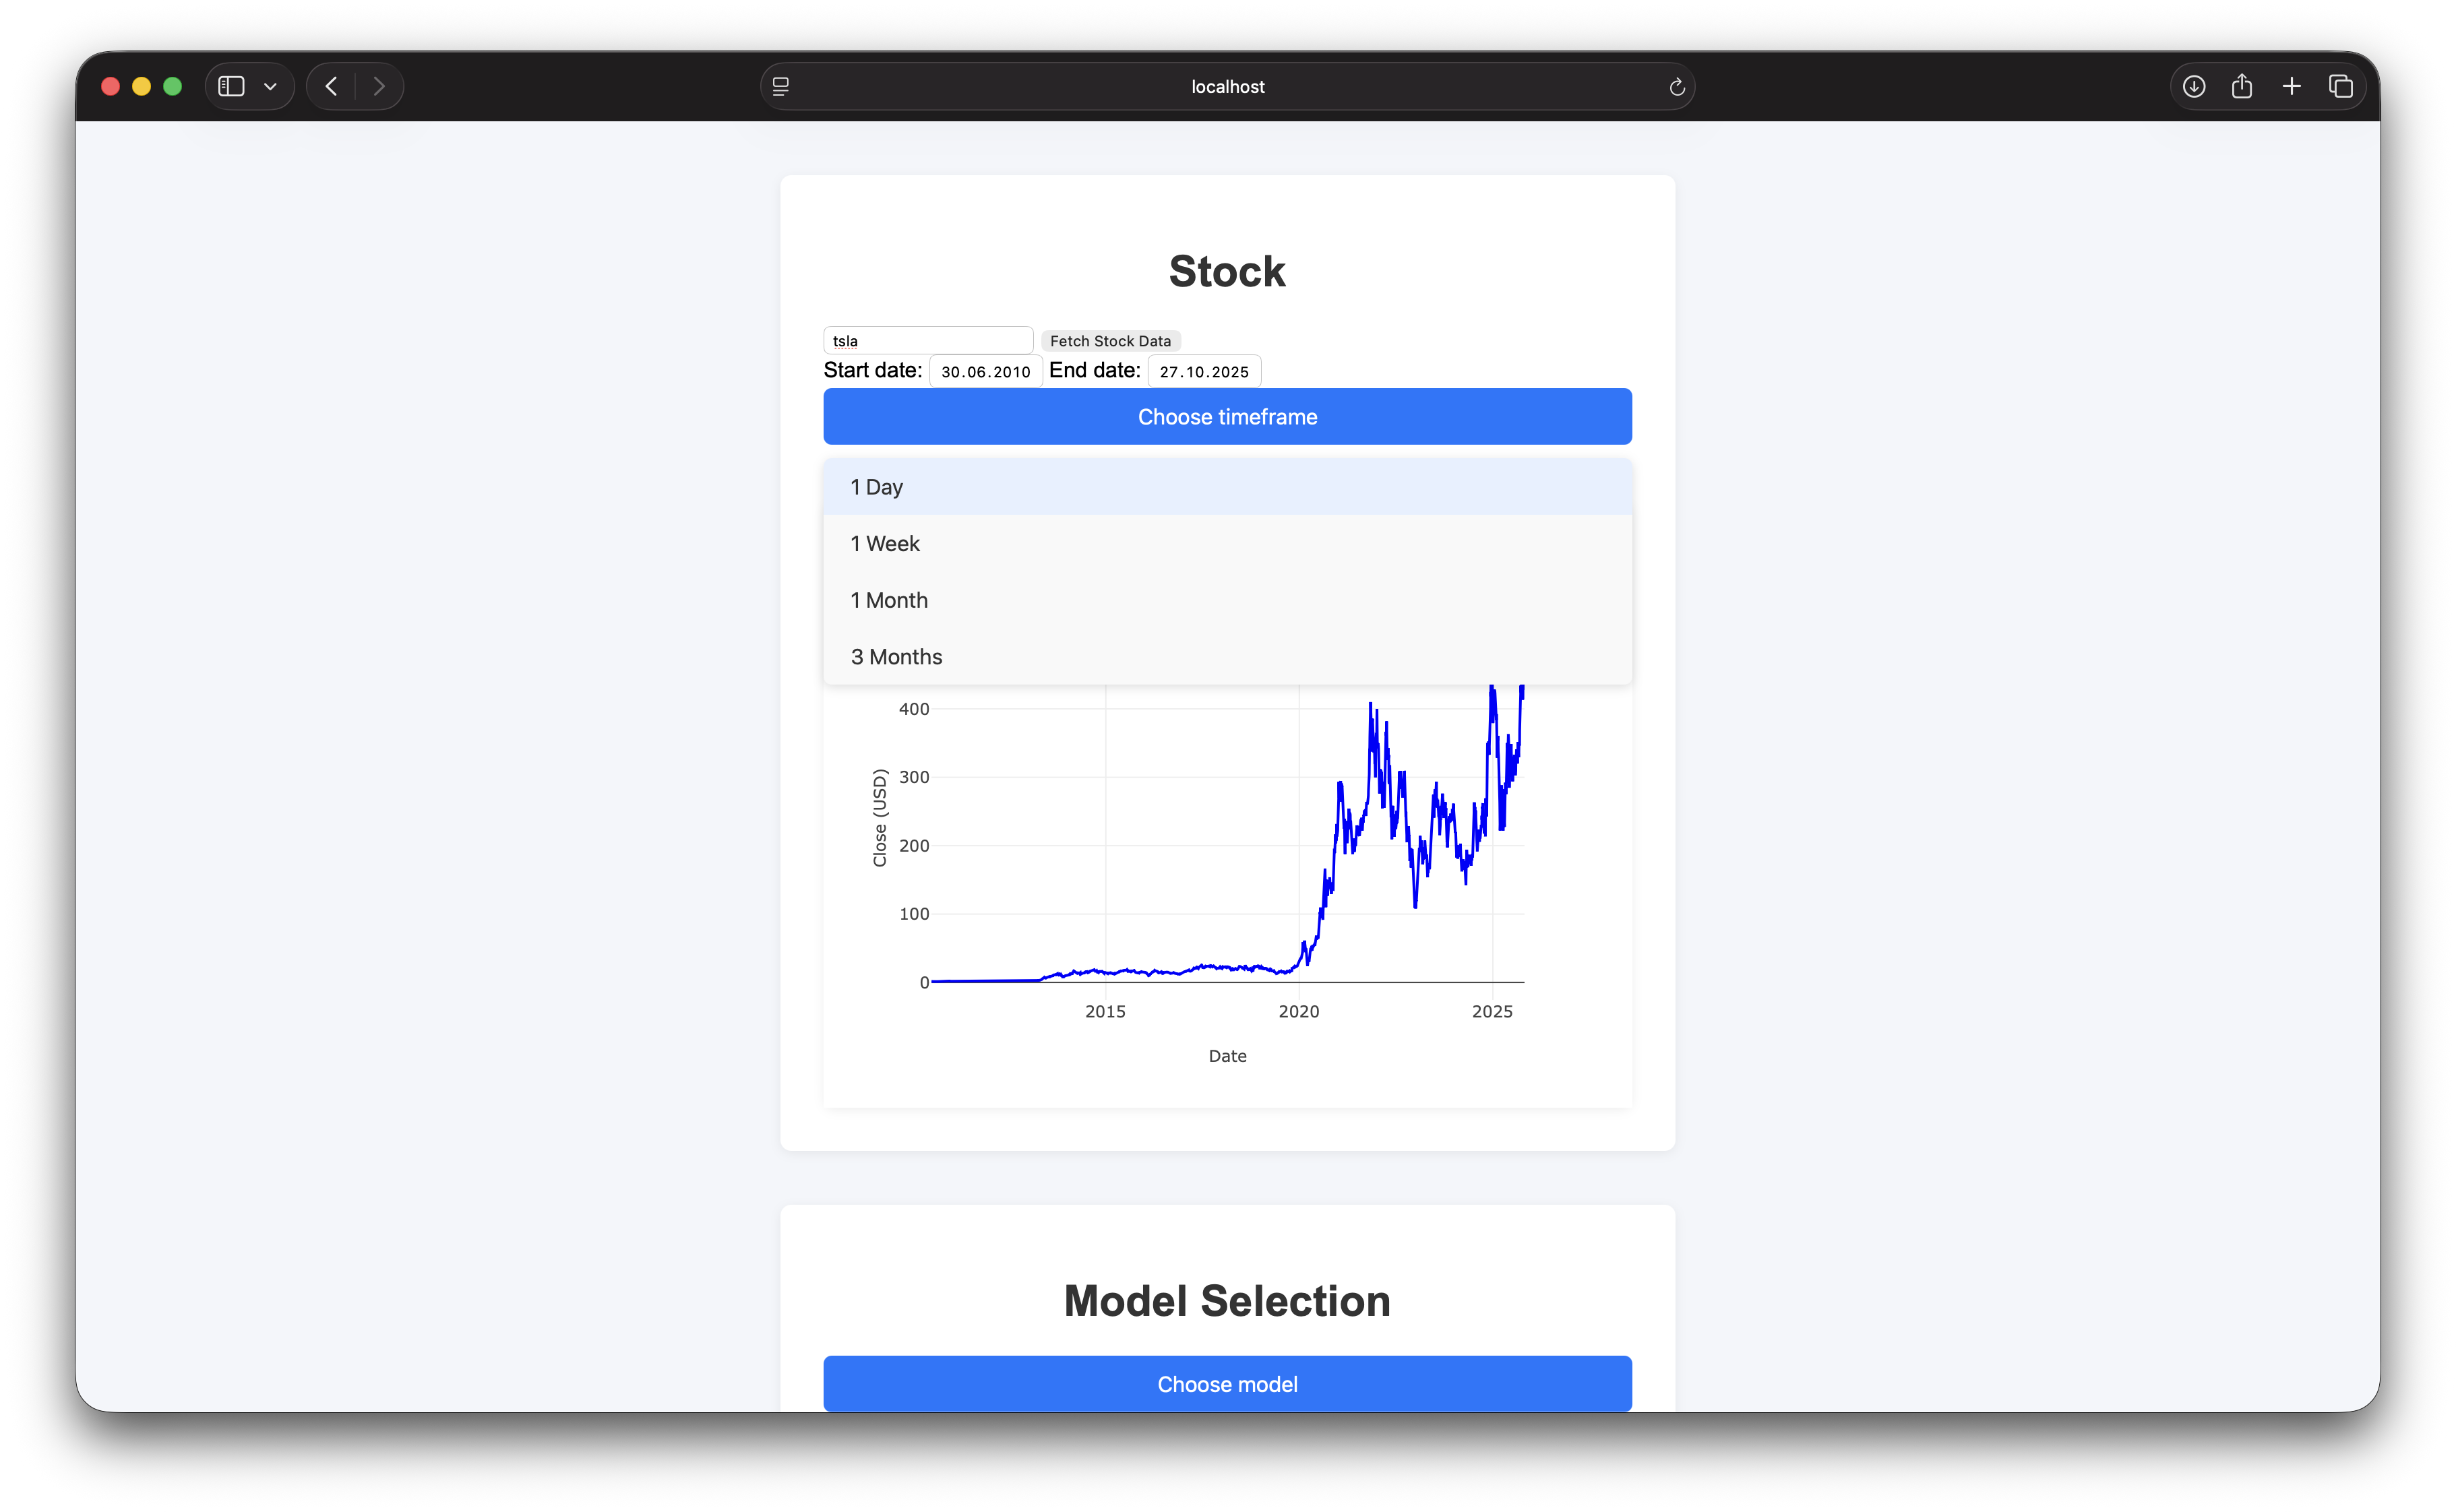 localhost
Stock
tsla Fetch Stock Data
Start date: 30.06.2010 End date: 27.10.2025
Choose timeframe
1 Day
1 Week
1 Month
3 Months
400
300
200
100
0
Close (USD)
2015 2020 2025
Date
Model Selection
Choose model